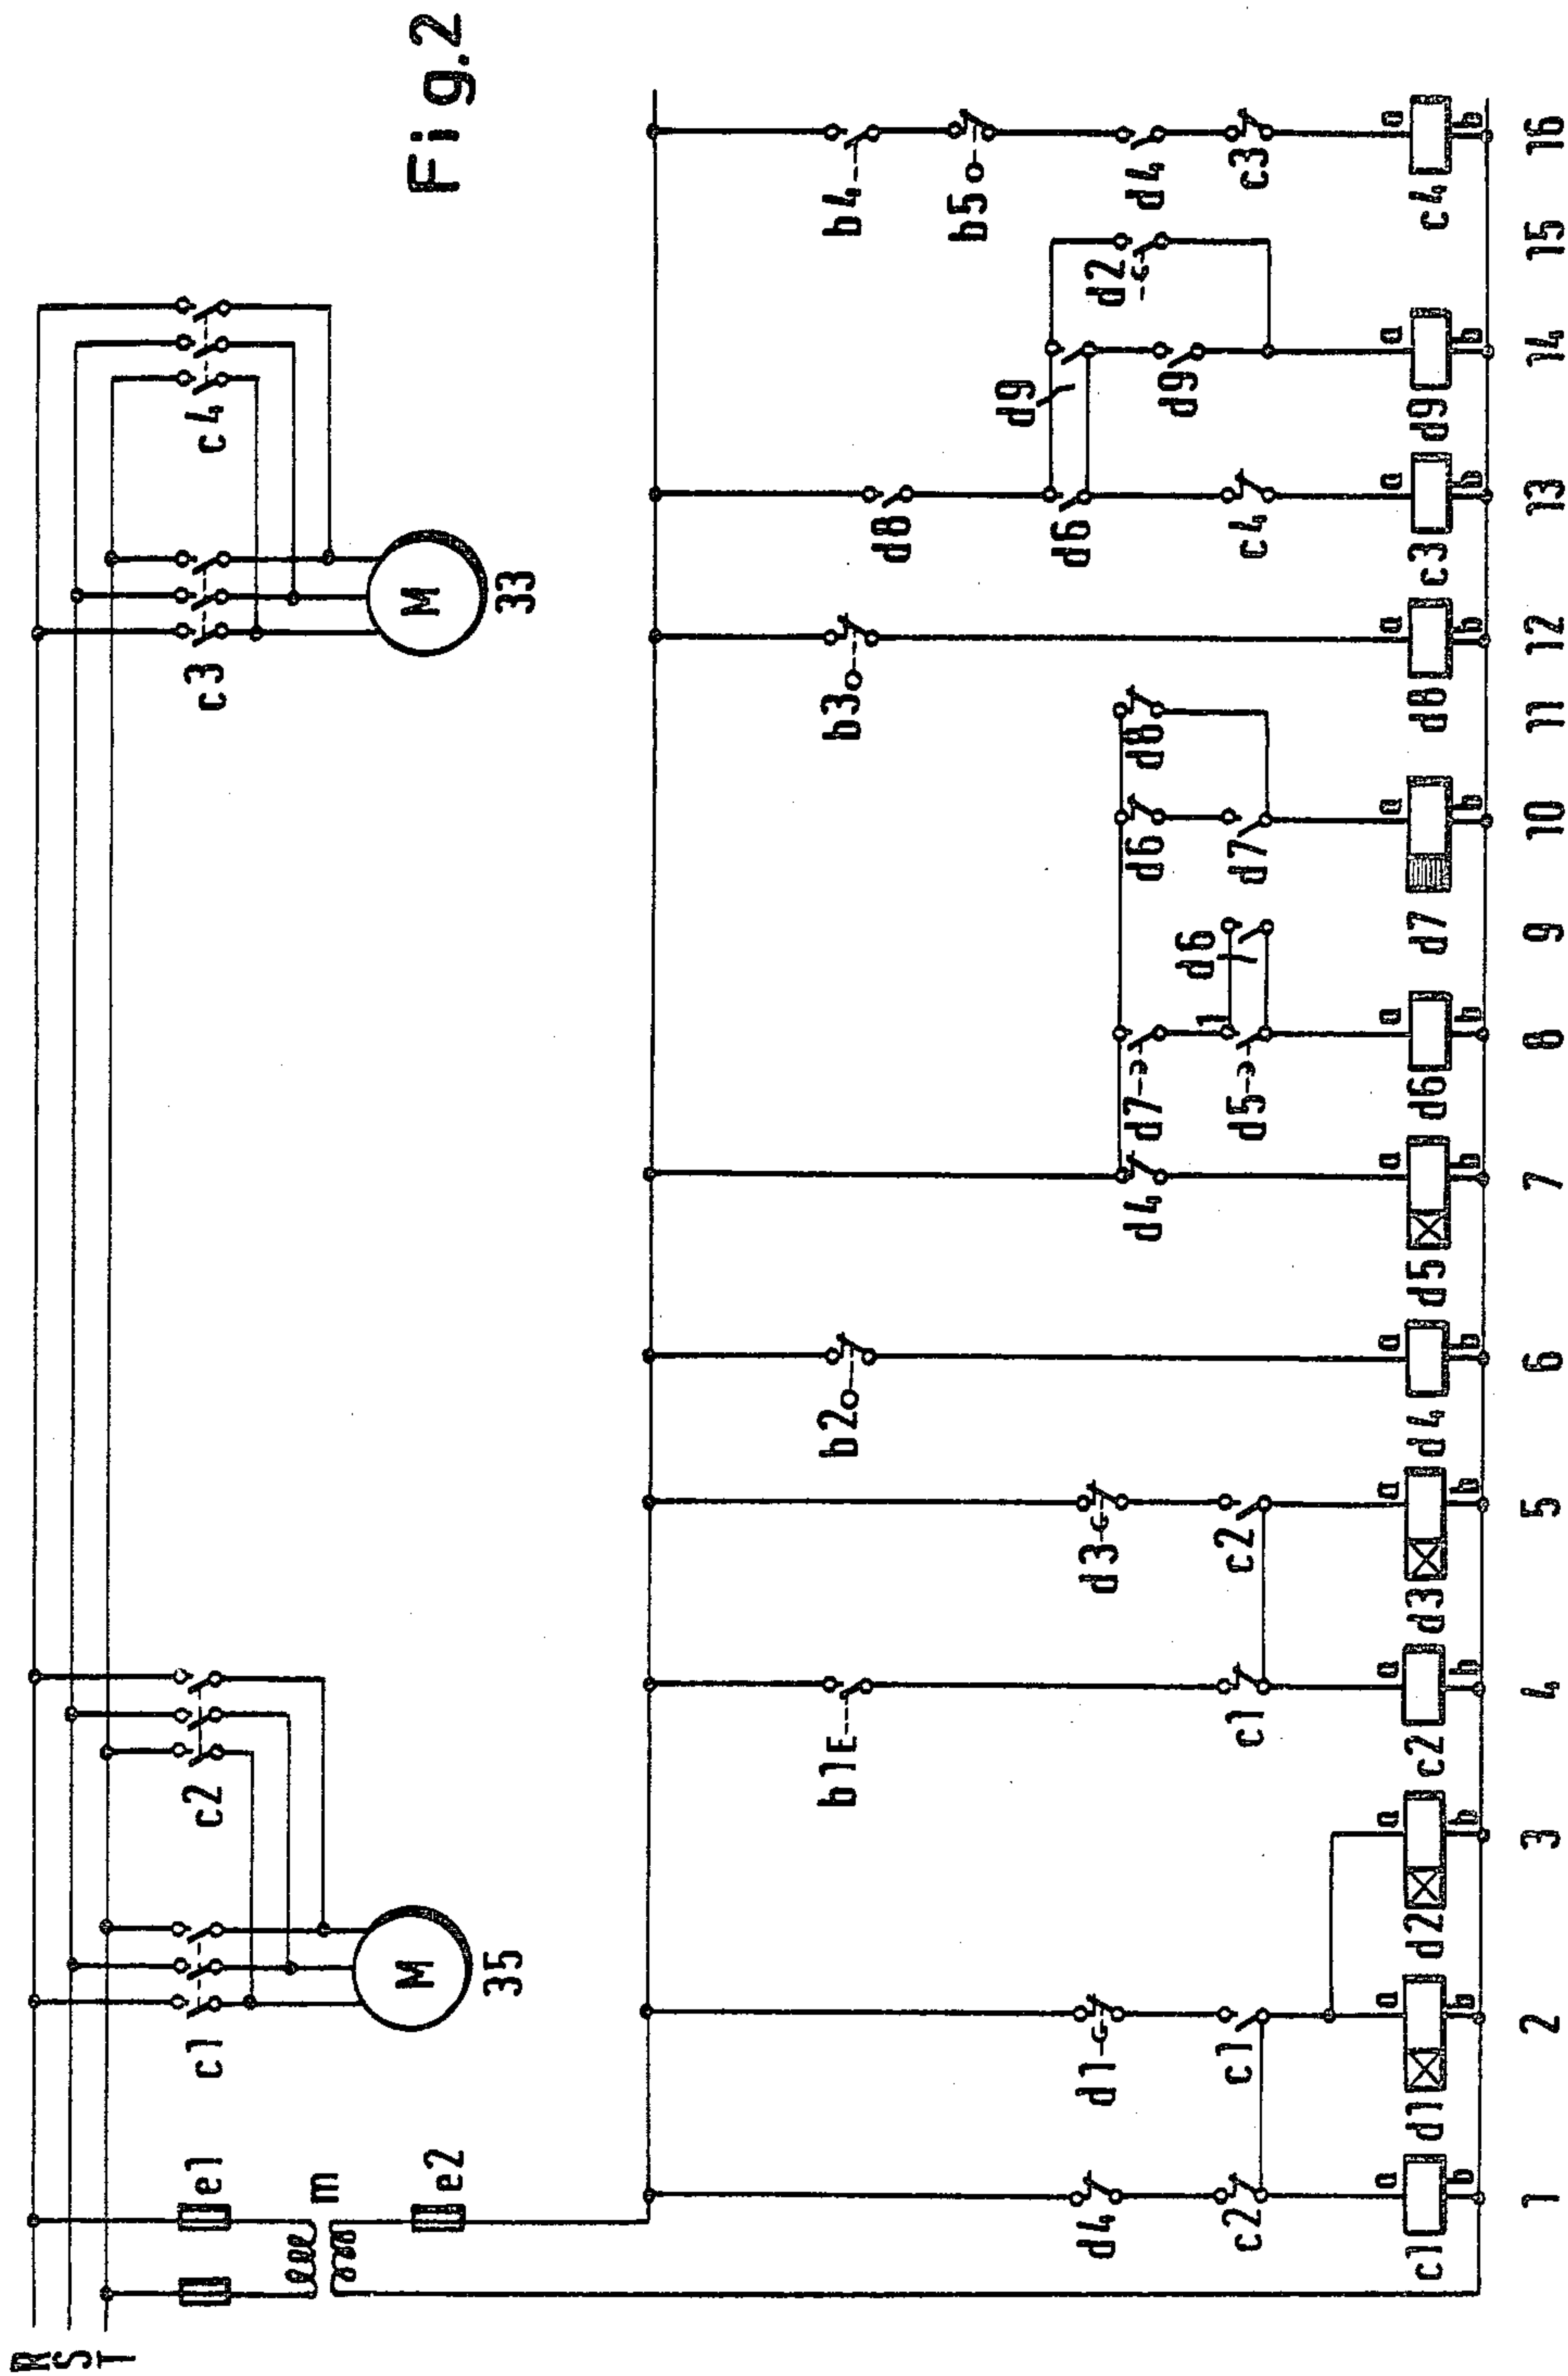 Fig.2
R
S
T
e1
m
e2
c1
c2
M
35
c3
c4
M
33
d4
c2
c1
a
b
1
d1
c1
d1
a
b
2
d2
a
b
3
b1E
c1
c2
a
b
4
d3
c2
d3
a
b
5
b2
d4
a
b
6
d4
d5
a
b
7
d7
1
d5
d6
a
b
8
d6
9
d6
d7
d7
a
b
10
d8
11
b3
d8
a
b
12
d8
d6
c4
c3
a
b
13
d9
d9
d9
a
b
14
d2
15
b4
b5
d4
c3
c4
a
b
16